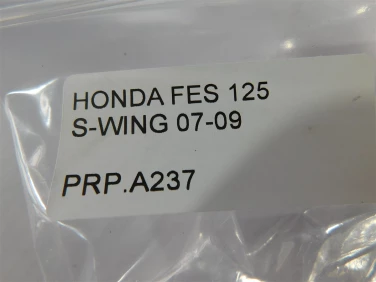 HONDA FES 125
S-WING 07-09
PRP.A237